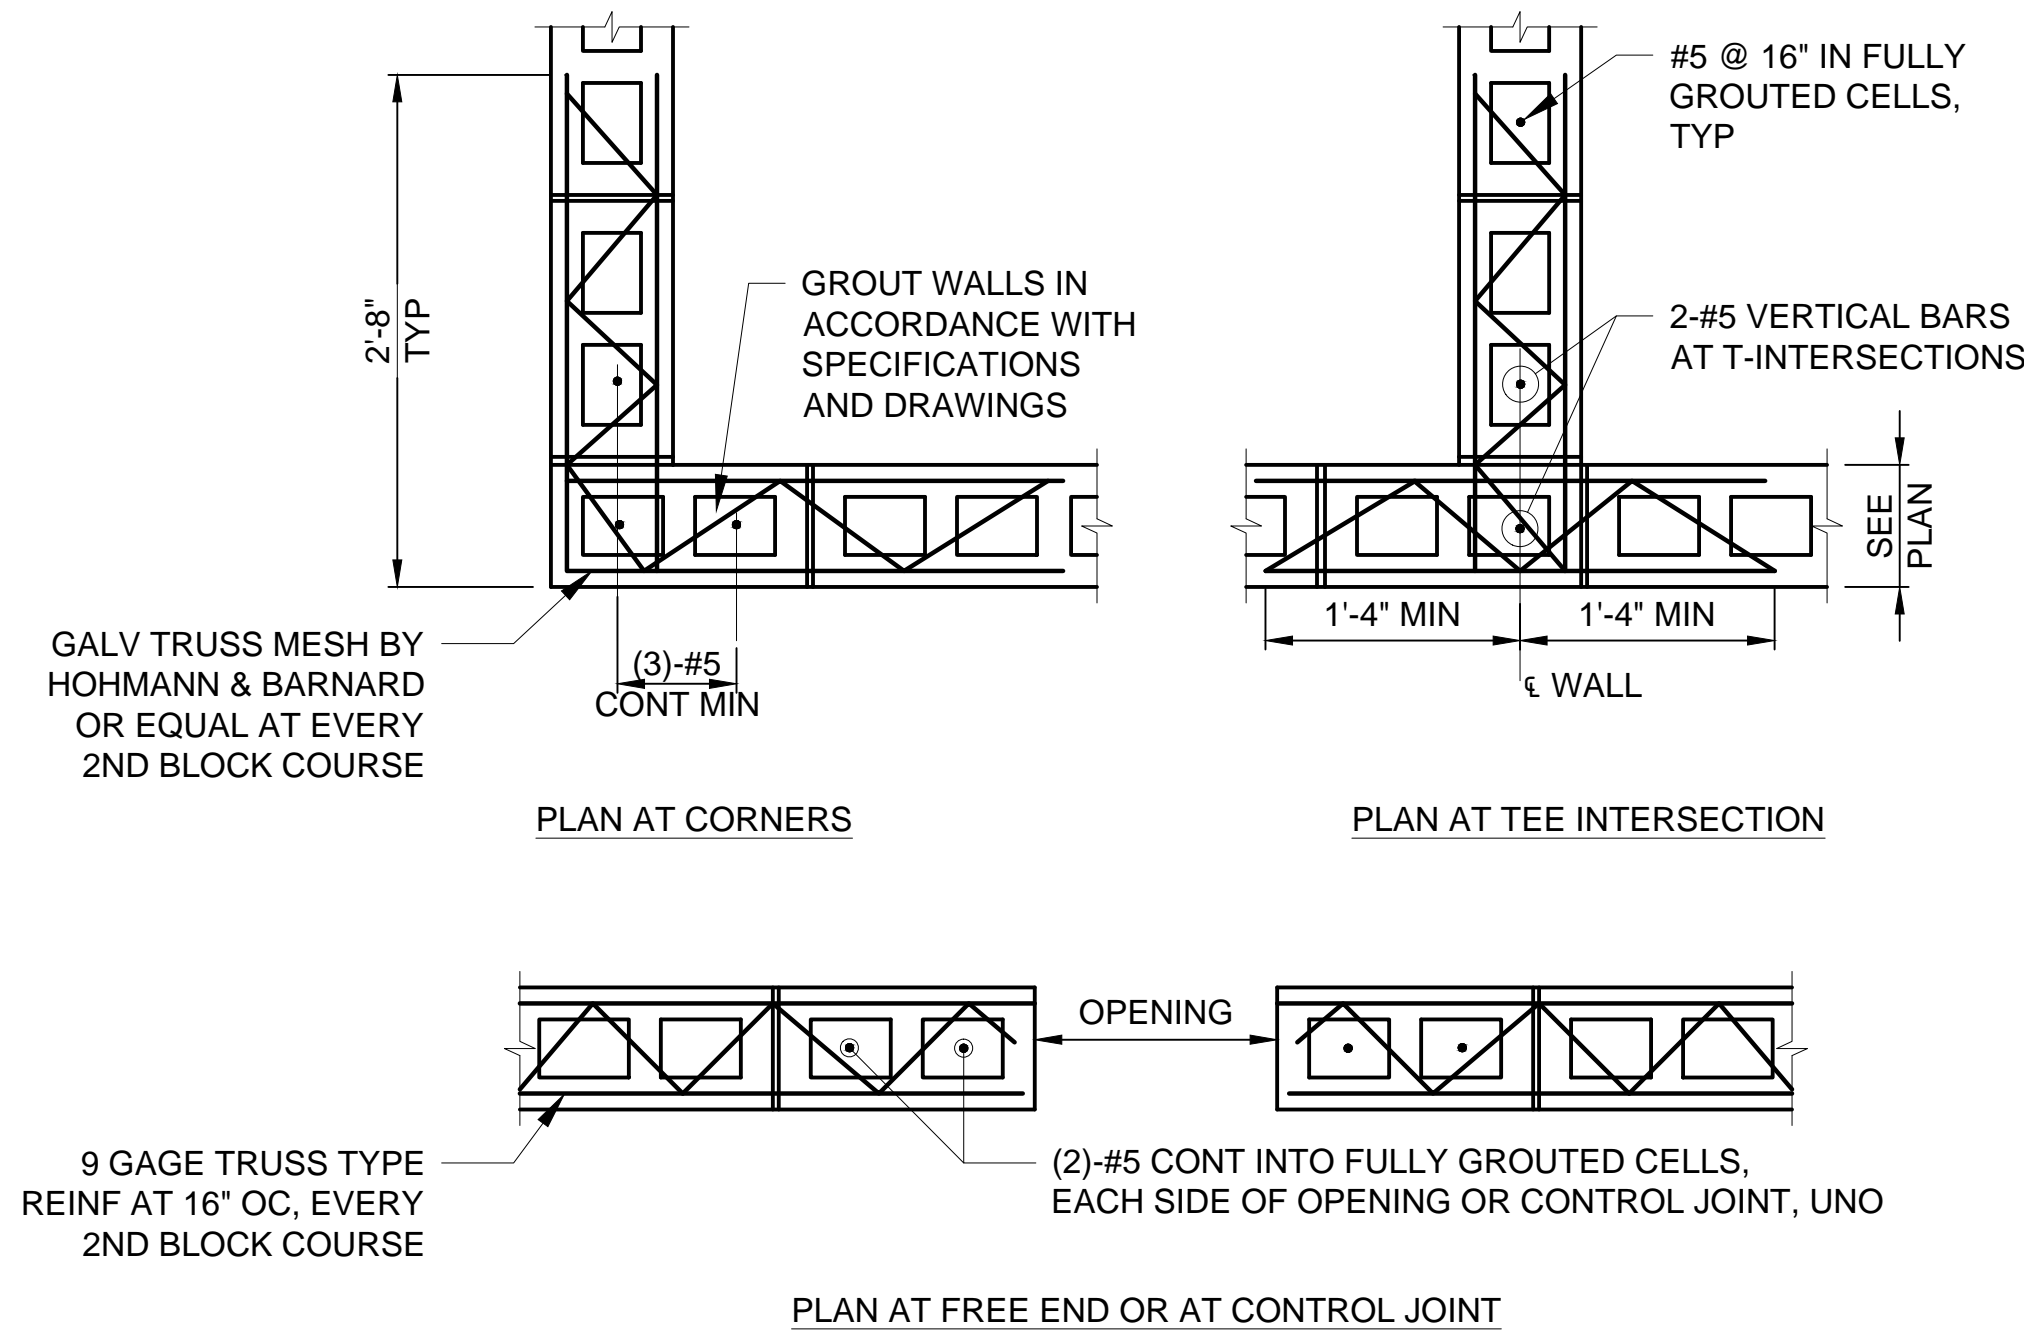 #5 @ 16" IN FULLY
GROUTED CELLS,
TYP
2'-8"
TYP
GROUT WALLS IN
ACCORDANCE WITH
SPECIFICATIONS
AND DRAWINGS
2-#5 VERTICAL BARS
AT T-INTERSECTIONS
SEE
PLAN
GALV TRUSS MESH BY
HOHMANN & BARNARD
OR EQUAL AT EVERY
2ND BLOCK COURSE
(3)-#5
CONT MIN
1'-4" MIN
1'-4" MIN
℄ WALL
PLAN AT CORNERS
PLAN AT TEE INTERSECTION
OPENING
9 GAGE TRUSS TYPE
REINF AT 16" OC, EVERY
2ND BLOCK COURSE
(2)-#5 CONT INTO FULLY GROUTED CELLS,
EACH SIDE OF OPENING OR CONTROL JOINT, UNO
PLAN AT FREE END OR AT CONTROL JOINT